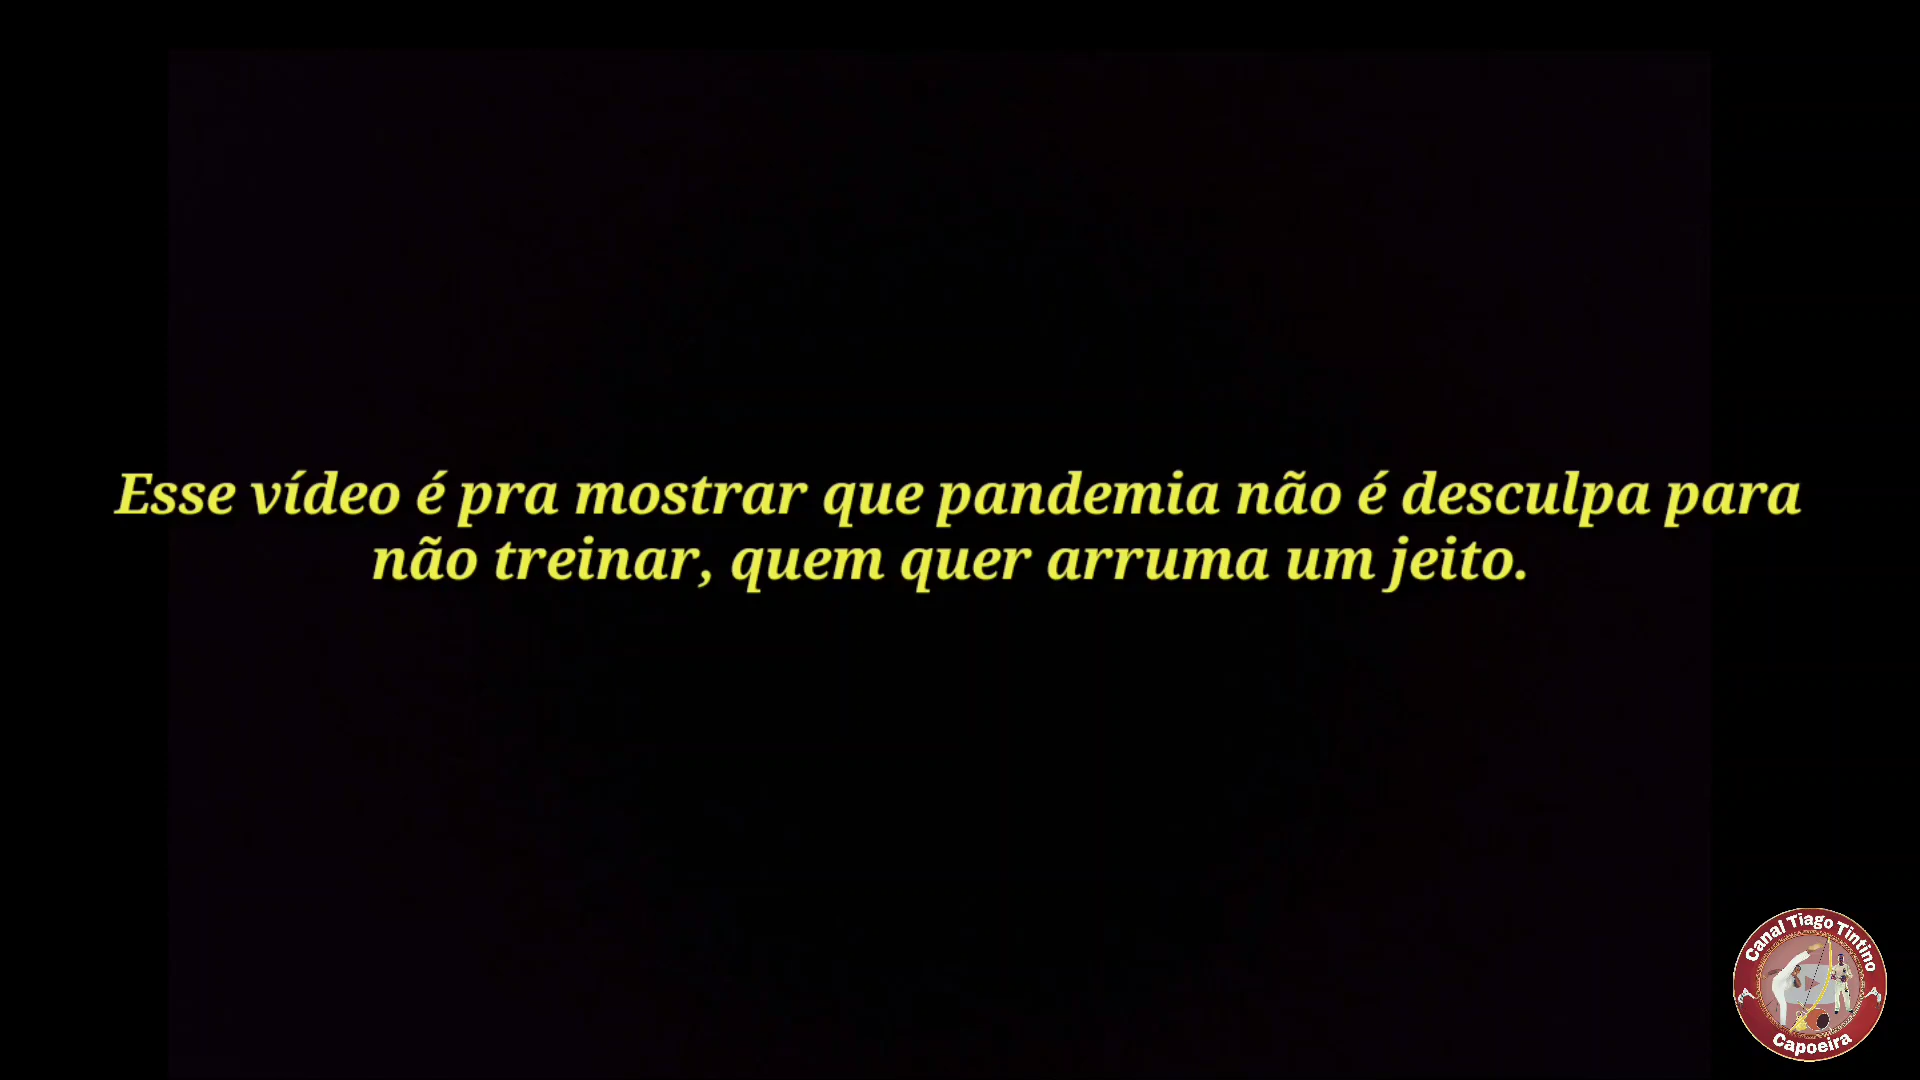 Esse vídeo é pra mostrar que pandemia não é desculpa para
não treinar, quem quer arruma um jeito.
Canal Tiago Tintino
Capoeira